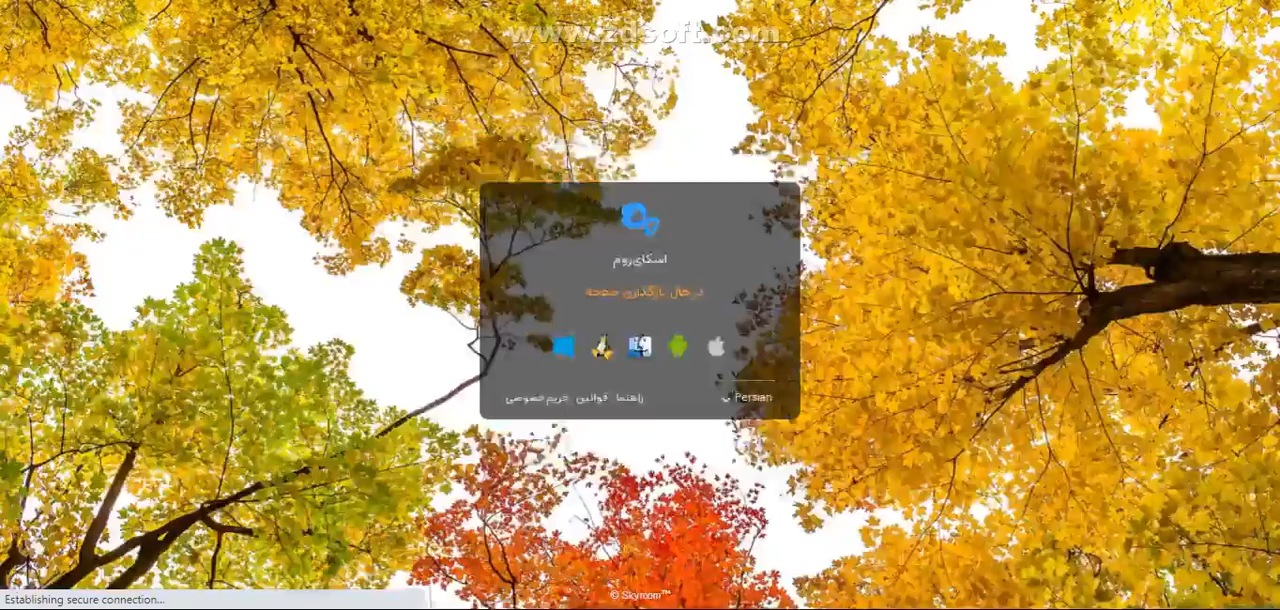 www.zdsoft.com
اسکای‌روم
در حال بارگذاری صفحه
راهنما قوانین حریم خصوصی
Persian
Establishing secure connection...
© Skyroom™